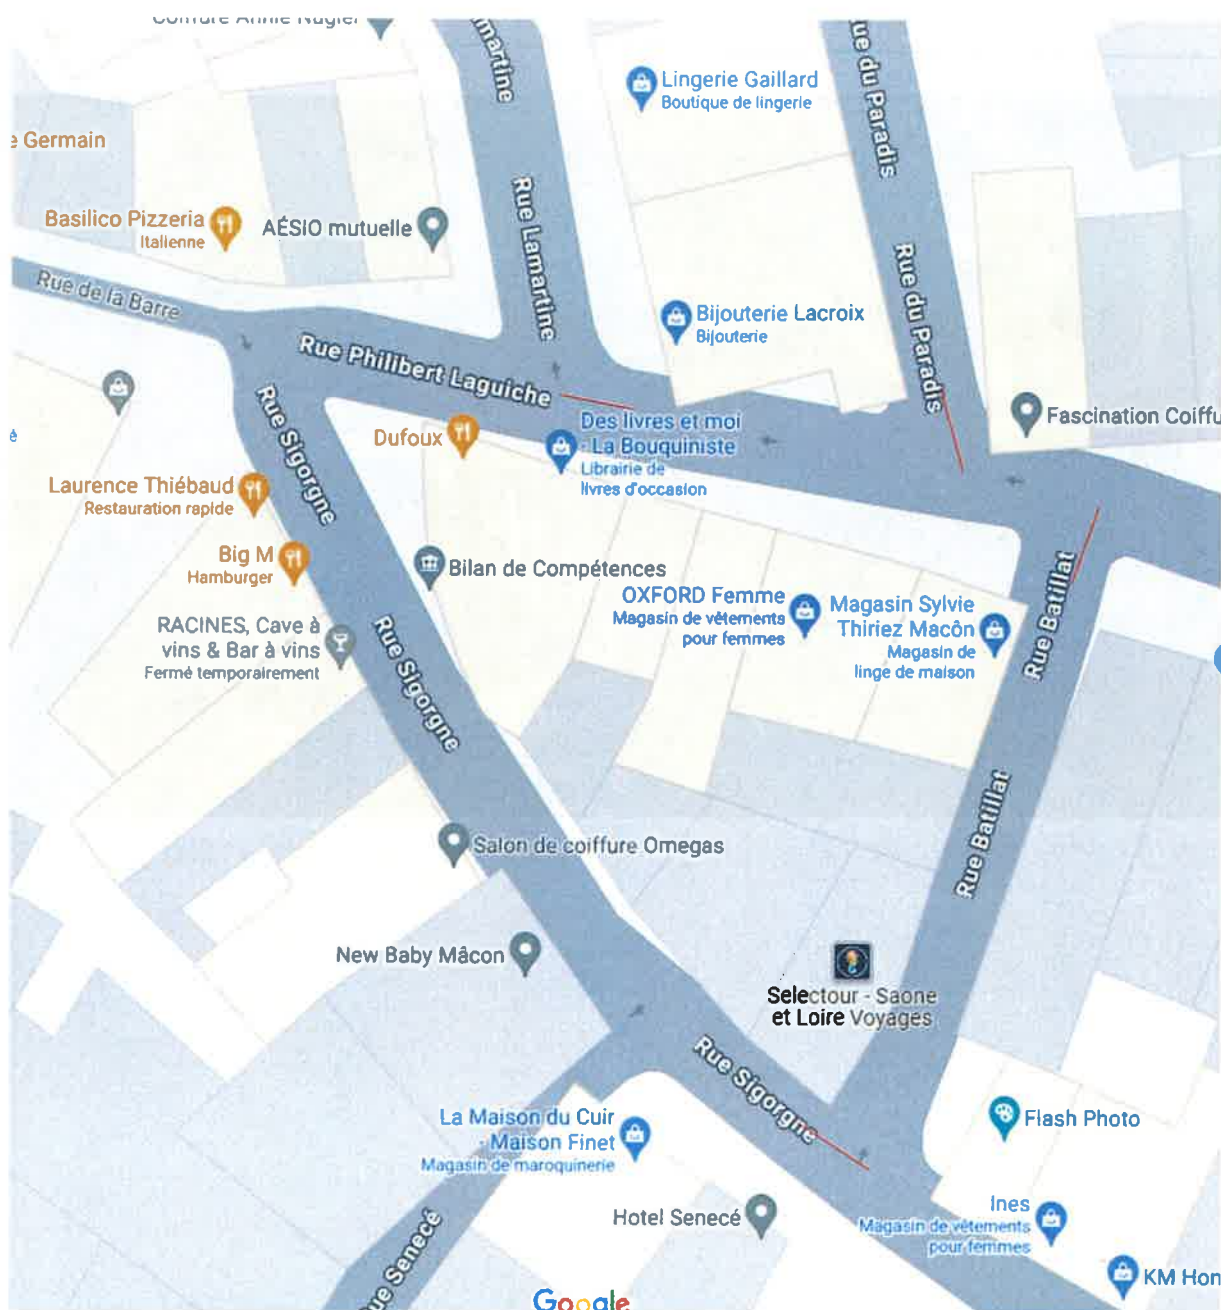 Coiffure Annie Nugier
Lingerie Gaillard
Boutique de lingerie
Rue du Paradis
Germain
Basilico Pizzeria
Italienne
AÉSIO mutuelle
Rue Lamartine
Rue du Paradis
Rue de la Barre
Bijouterie Lacroix
Bijouterie
Rue Philibert Laguiche
Rue Sigorgne
Dufoux
Des livres et moi
- La Bouquiniste
Librairie de
livres d'occasion
Fascination Coiffu
Laurence Thiébaud
Restauration rapide
Big M
Hamburger
Bilan de Compétences
OXFORD Femme
Magasin de vêtements
pour femmes
Magasin Sylvie
Thiriez Macôn
Magasin de
linge de maison
Rue Batillat
RACINES, Cave à
vins & Bar à vins
Fermé temporairement
Rue Sigorgne
Salon de coiffure Omegas
Rue Batillat
New Baby Mâcon
Selectour - Saone
et Loire Voyages
Rue Sigorgne
La Maison du Cuir
- Maison Finet
Magasin de maroquinerie
Flash Photo
Hotel Senecé
Ines
Magasin de vêtements
pour femmes
Rue Senecé
KM Hon
Google